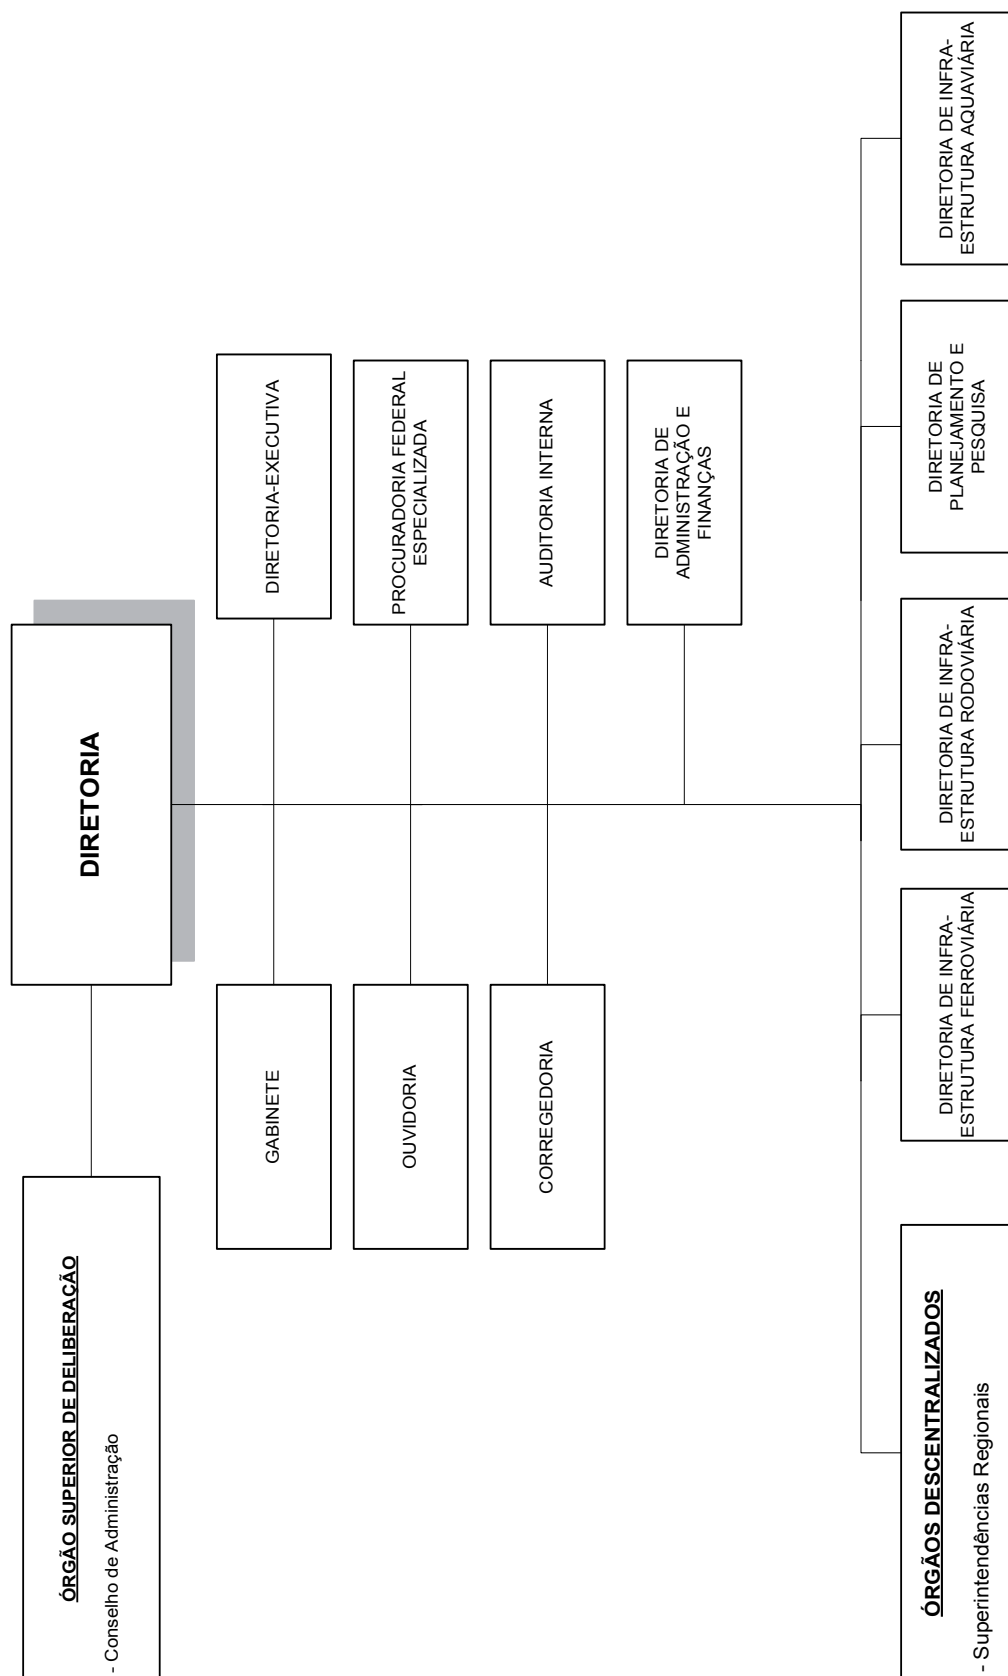 ÓRGÃO SUPERIOR DE DELIBERAÇÃO
- Conselho de Administração
DIRETORIA
GABINETE
DIRETORIA-EXECUTIVA
OUVIDORIA
PROCURADORIA FEDERAL
ESPECIALIZADA
CORREGEDORIA
AUDITORIA INTERNA
DIRETORIA DE
ADMINISTRAÇÃO E
FINANÇAS
ÓRGÃOS DESCENTRALIZADOS
- Superintendências Regionais
DIRETORIA DE INFRA-
ESTRUTURA FERROVIÁRIA
DIRETORIA DE INFRA-
ESTRUTURA RODOVIÁRIA
DIRETORIA DE
PLANEJAMENTO E
PESQUISA
DIRETORIA DE INFRA-
ESTRUTURA AQUAVIÁRIA